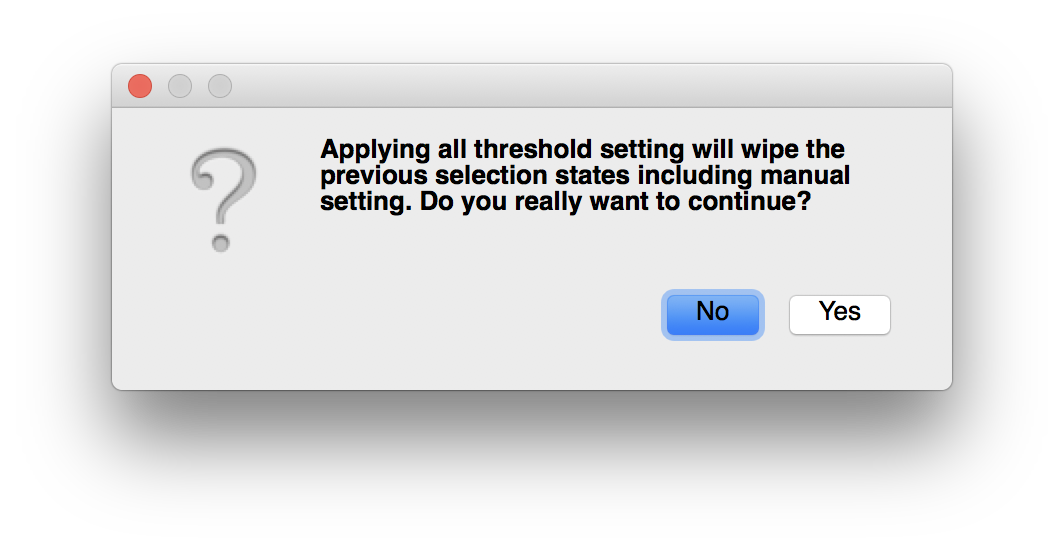 Applying all threshold setting will wipe the
previous selection states including manual
setting. Do you really want to continue?
No
Yes